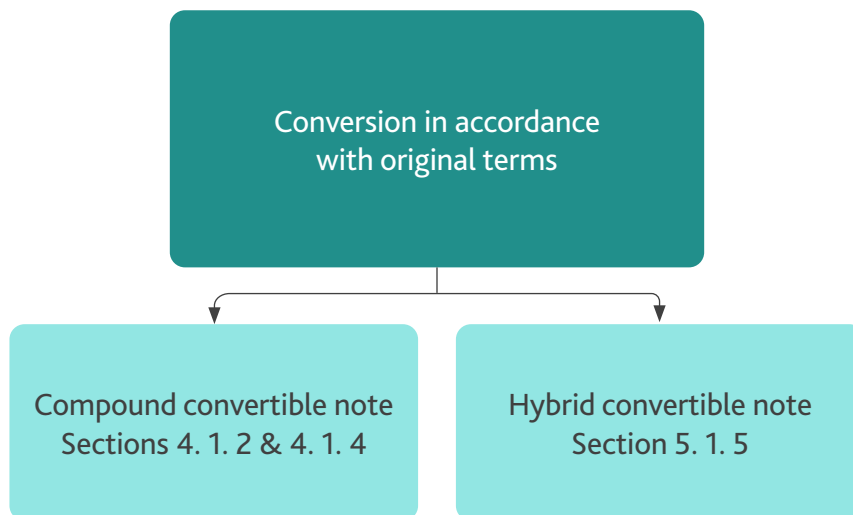 Conversion in accordance
with original terms
Compound convertible note
Sections 4. 1. 2 & 4. 1. 4
Hybrid convertible note
Section 5. 1. 5